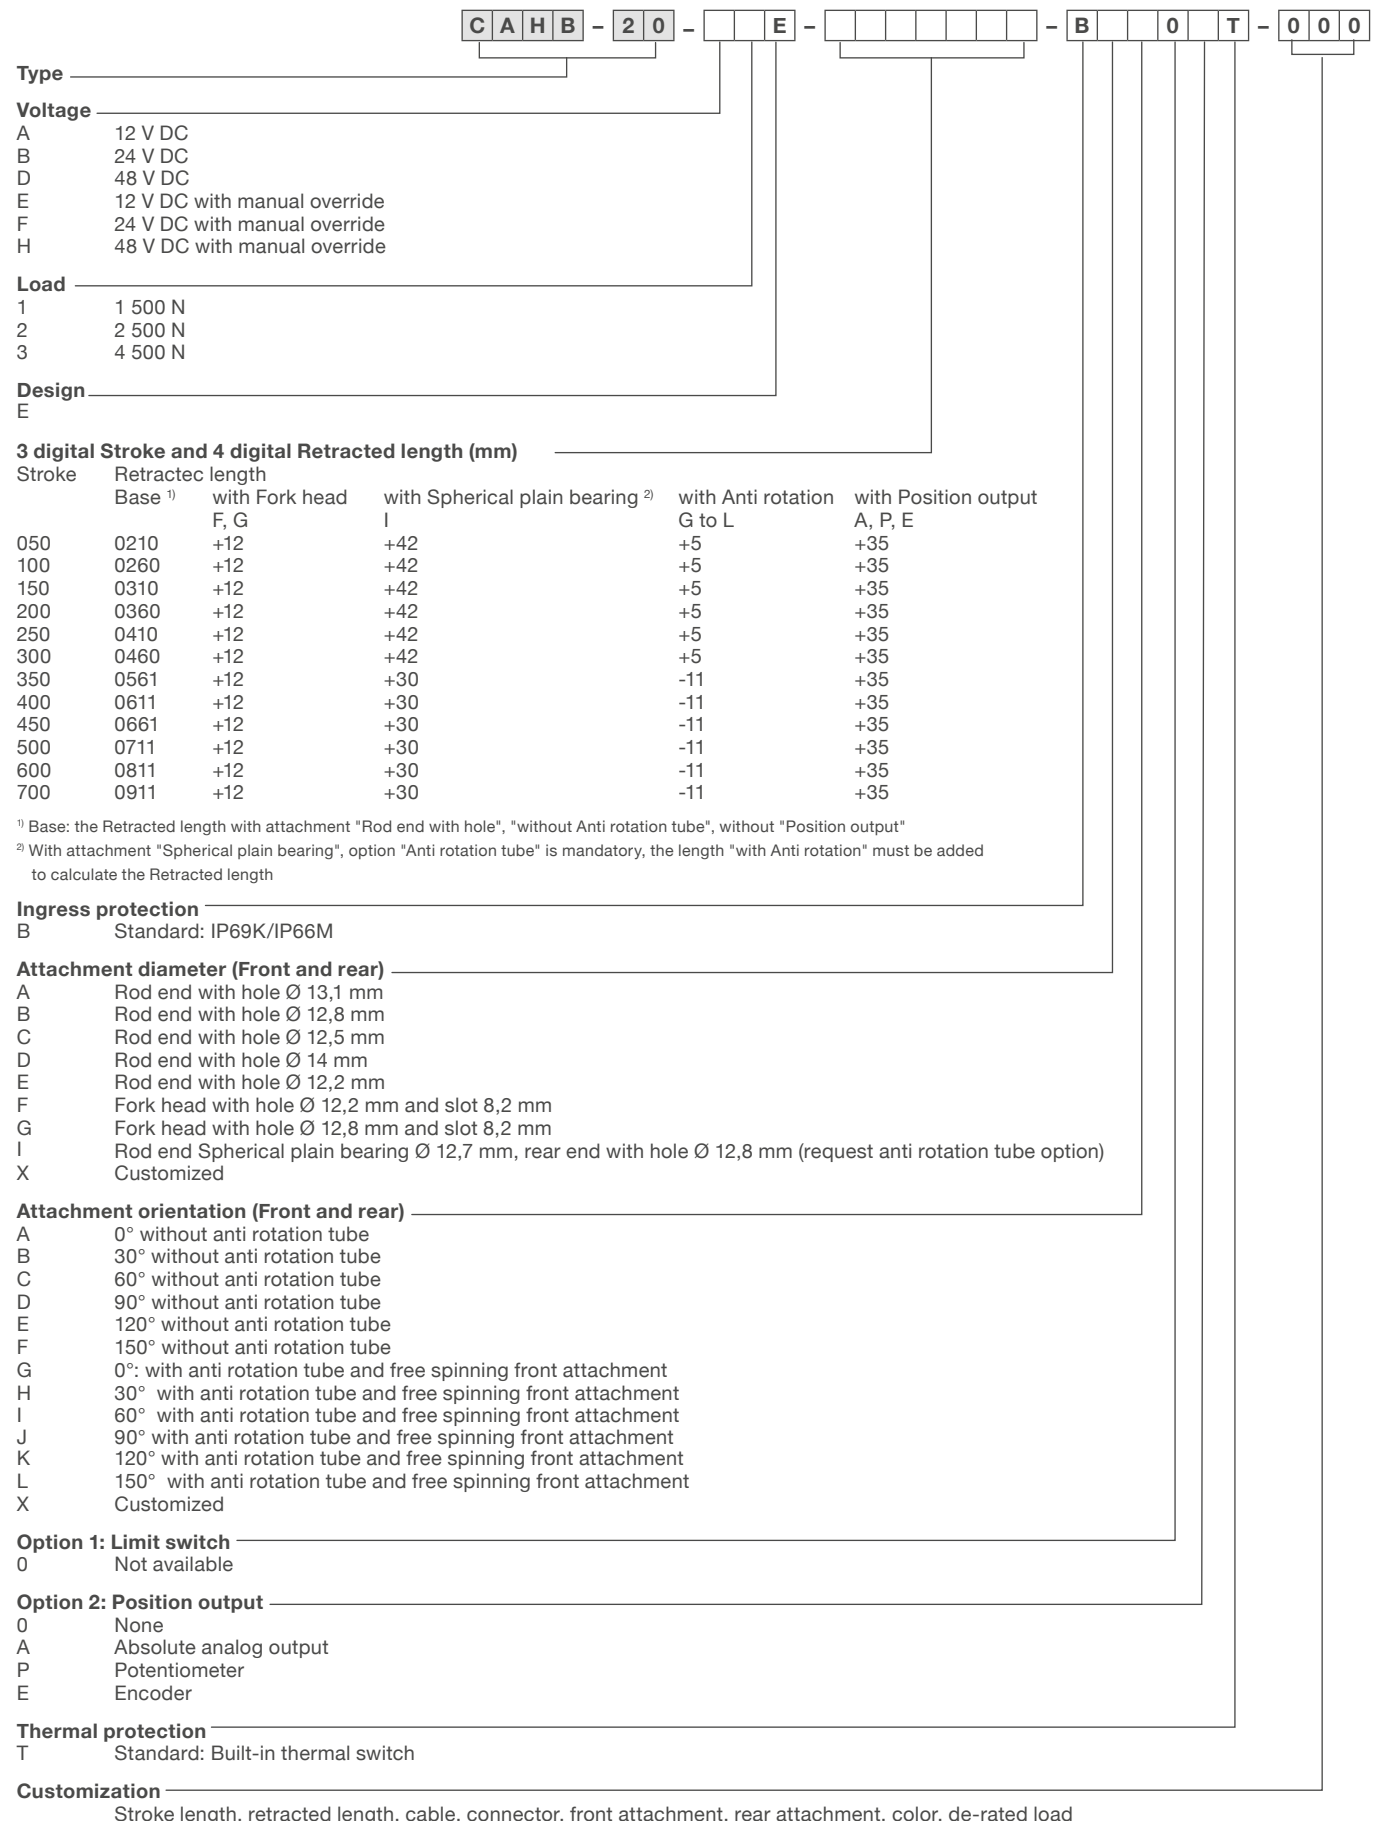 CAHB – 20 – E – – B 0 T – 000
Type
Voltage
A 12 V DC
B 24 V DC
D 48 V DC
E 12 V DC with manual override
F 24 V DC with manual override
H 48 V DC with manual override
Load
1 1 500 N
2 2 500 N
3 4 500 N
Design
E
3 digital Stroke and 4 digital Retracted length (mm)
Stroke Retractec length
Base 1) with Fork head with Spherical plain bearing 2) with Anti rotation with Position output
F, G I G to L A, P, E
050 0210 +12 +42 +5 +35
100 0260 +12 +42 +5 +35
150 0310 +12 +42 +5 +35
200 0360 +12 +42 +5 +35
250 0410 +12 +42 +5 +35
300 0460 +12 +42 +5 +35
350 0561 +12 +30 -11 +35
400 0611 +12 +30 -11 +35
450 0661 +12 +30 -11 +35
500 0711 +12 +30 -11 +35
600 0811 +12 +30 -11 +35
700 0911 +12 +30 -11 +35
1) Base: the Retracted length with attachment "Rod end with hole", "without Anti rotation tube", without "Position output"
2) With attachment "Spherical plain bearing", option "Anti rotation tube" is mandatory, the length "with Anti rotation" must be added
to calculate the Retracted length
Ingress protection
B Standard: IP69K/IP66M
Attachment diameter (Front and rear)
A Rod end with hole Ø 13,1 mm
B Rod end with hole Ø 12,8 mm
C Rod end with hole Ø 12,5 mm
D Rod end with hole Ø 14 mm
E Rod end with hole Ø 12,2 mm
F Fork head with hole Ø 12,2 mm and slot 8,2 mm
G Fork head with hole Ø 12,8 mm and slot 8,2 mm
I Rod end Spherical plain bearing Ø 12,7 mm, rear end with hole Ø 12,8 mm (request anti rotation tube option)
X Customized
Attachment orientation (Front and rear)
A 0° without anti rotation tube
B 30° without anti rotation tube
C 60° without anti rotation tube
D 90° without anti rotation tube
E 120° without anti rotation tube
F 150° without anti rotation tube
G 0°: with anti rotation tube and free spinning front attachment
H 30° with anti rotation tube and free spinning front attachment
I 60° with anti rotation tube and free spinning front attachment
J 90° with anti rotation tube and free spinning front attachment
K 120° with anti rotation tube and free spinning front attachment
L 150° with anti rotation tube and free spinning front attachment
X Customized
Option 1: Limit switch
0 Not available
Option 2: Position output
0 None
A Absolute analog output
P Potentiometer
E Encoder
Thermal protection
T Standard: Built-in thermal switch
Customization
Stroke length, retracted length, cable, connector, front attachment, rear attachment, color, de-rated load